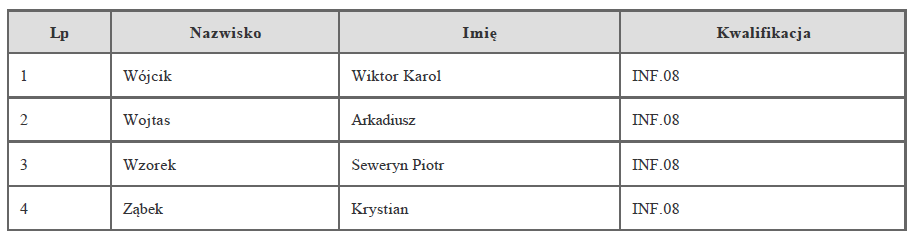 Lp Nazwisko Imię Kwalifikacja
1 Wójcik Wiktor Karol INF.08
2 Wojtas Arkadiusz INF.08
3 Wzorek Seweryn Piotr INF.08
4 Ząbek Krystian INF.08